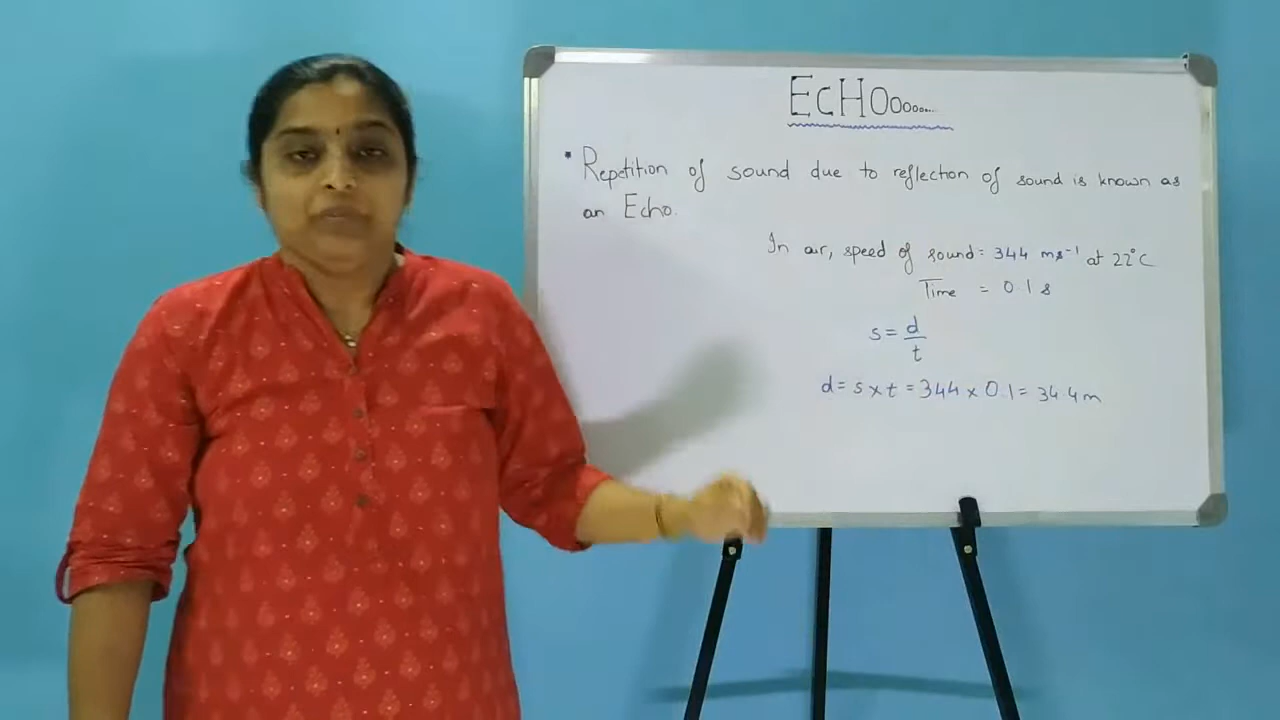 ECHOoooo...
• Repetition of sound due to reflection of sound is known as
an Echo.
In air, speed of sound = 344 ms⁻¹ at 22°C
Time = 0.1 s
s = d/t
d = s × t = 344 × 0.1 = 34.4 m